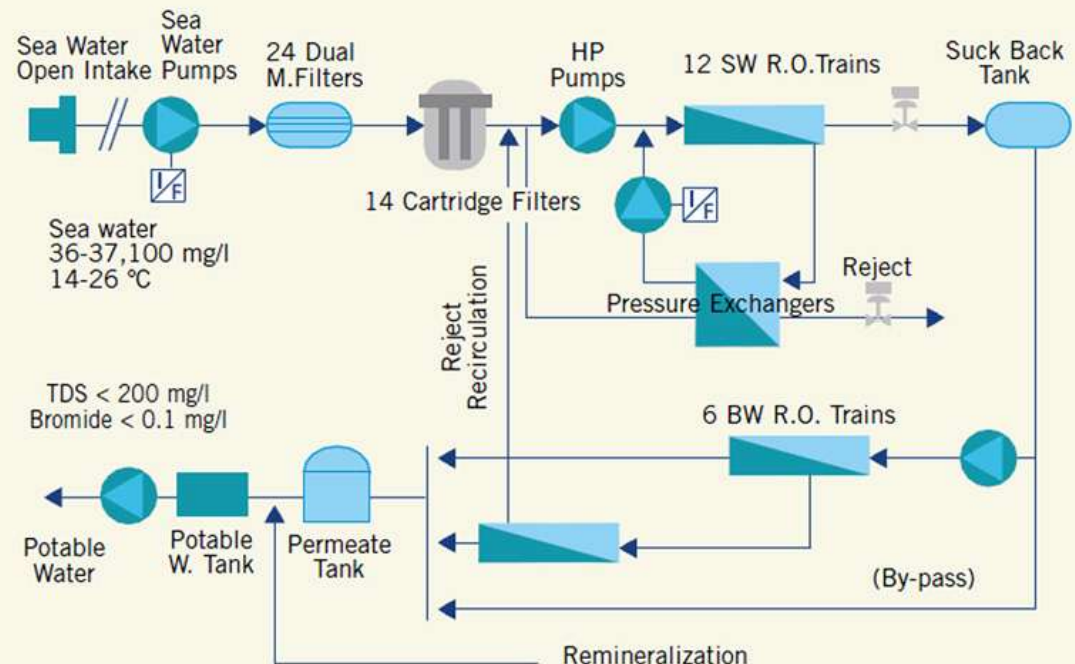 Sea Water
Open Intake
Sea
Water
Pumps
24 Dual
M.Filters
HP
Pumps
12 SW R.O.Trains
Suck Back
Tank
I/F
14 Cartridge Filters
I/F
Sea water
36-37,100 mg/l
14-26 °C
Reject
Recirculation
Pressure Exchangers
Reject
TDS < 200 mg/l
Bromide < 0.1 mg/l
6 BW R.O. Trains
Potable
Water
Potable
W. Tank
Permeate
Tank
(By-pass)
Remineralization